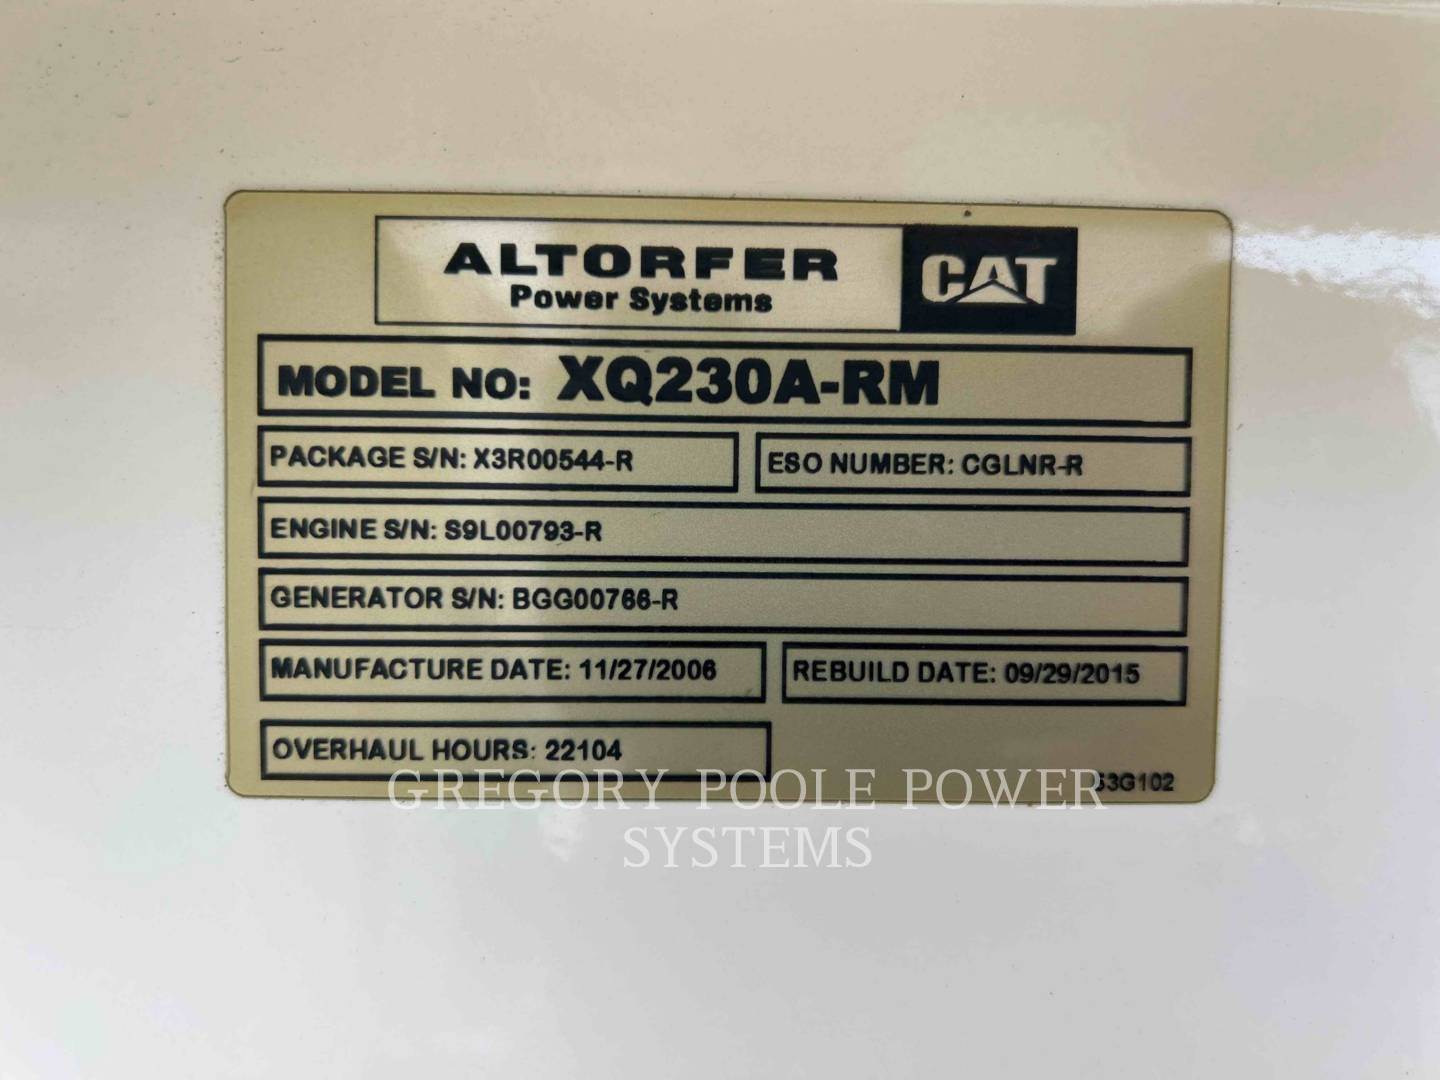 ALTORFER CAT
Power Systems
MODEL NO: XQ230A-RM
PACKAGE S/N: X3R00544-R ESO NUMBER: CGLNR-R
ENGINE S/N: S9L00793-R
GENERATOR S/N: BGG00766-R
MANUFACTURE DATE: 11/27/2006 REBUILD DATE: 09/29/2015
OVERHAUL HOURS: 22104
53G102
GREGORY POOLE POWER
SYSTEMS